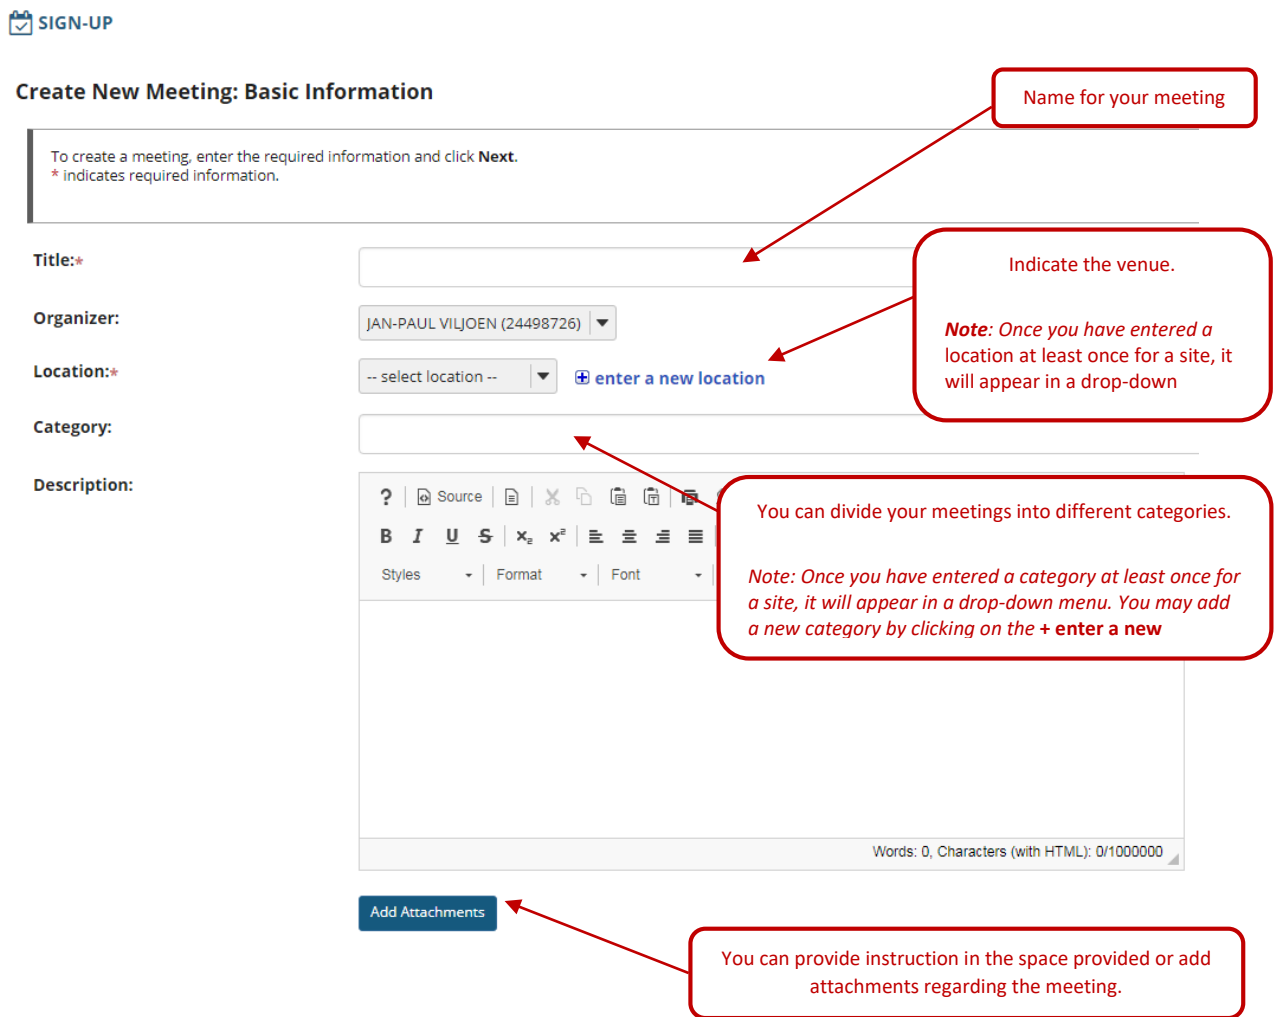 SIGN-UP
Create New Meeting: Basic Information
Name for your meeting
To create a meeting, enter the required information and click Next.
* indicates required information.
Title:*
Indicate the venue.
Note: Once you have entered a
location at least once for a site, it
will appear in a drop-down
Organizer:
JAN-PAUL VILJOEN (24498726)
Location:*
-- select location --
enter a new location
Category:
Description:
? Source
B I U S x₂ x²
Styles Format Font
You can divide your meetings into different categories.
Note: Once you have entered a category at least once for
a site, it will appear in a drop-down menu. You may add
a new category by clicking on the + enter a new
Words: 0, Characters (with HTML): 0/1000000
Add Attachments
You can provide instruction in the space provided or add
attachments regarding the meeting.